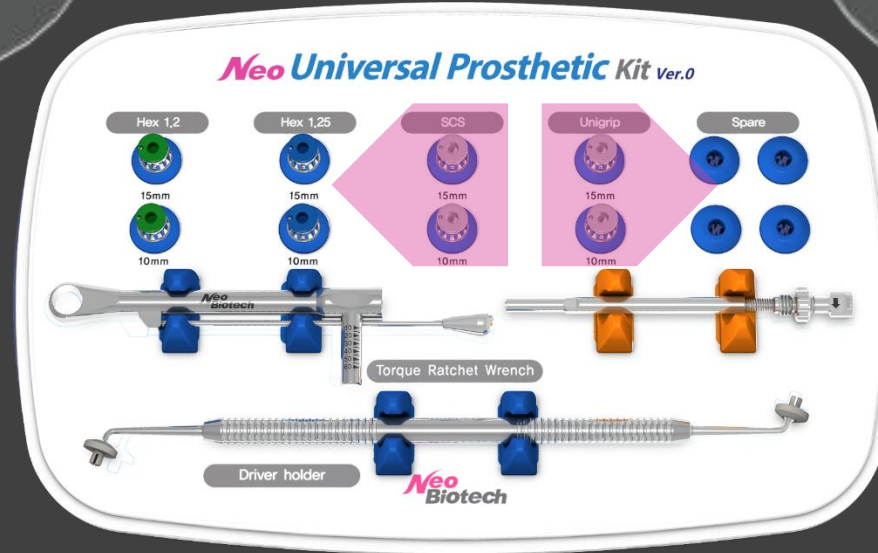 Neo Universal Prosthetic Kit Ver.0
Hex 1,2 Hex 1,25 SCS Unigrip Spare
15mm 15mm 15mm 15mm
10mm 10mm 10mm 10mm
Neo
Biotech
Torque Ratchet Wrench
Driver holder
Neo
Biotech